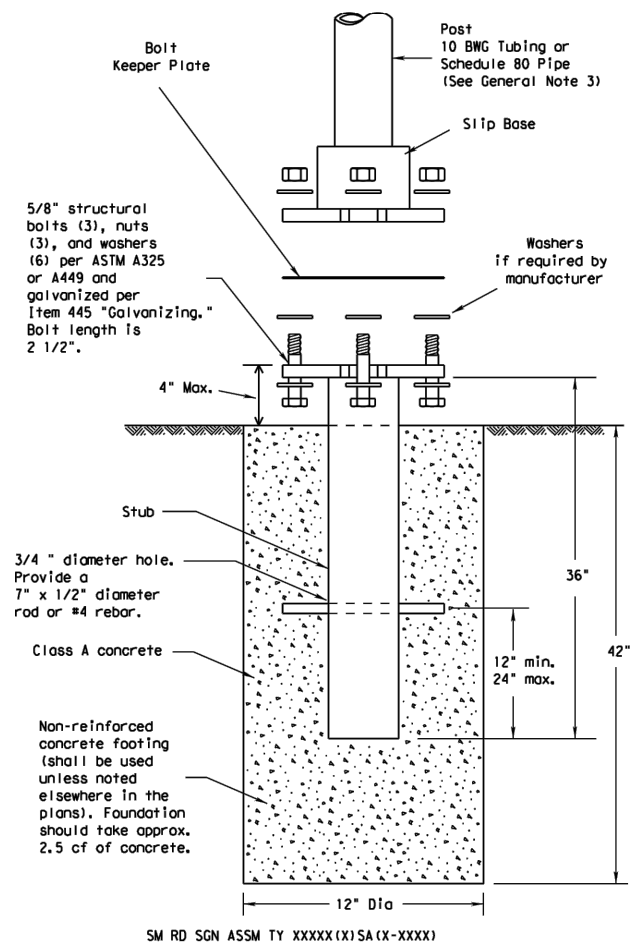 Post
10 BWG Tubing or
Schedule 80 Pipe
(See General Note 3)
Bolt
Keeper Plate
Slip Base
5/8" structural
bolts (3), nuts
(3), and washers
(6) per ASTM A325
or A449 and
galvanized per
Item 445 "Galvanizing."
Bolt length is
2 1/2".
Washers
if required by
manufacturer
4" Max.
Stub
3/4 " diameter hole.
Provide a
7" x 1/2" diameter
rod or #4 rebar.
36"
42"
12" min.
24" max.
Class A concrete
Non-reinforced
concrete footing
(shall be used
unless noted
elsewhere in the
plans). Foundation
should take approx.
2.5 cf of concrete.
12" Dia
SM RD SGN ASSM TY XXXXX(X)SA(X-XXXX)